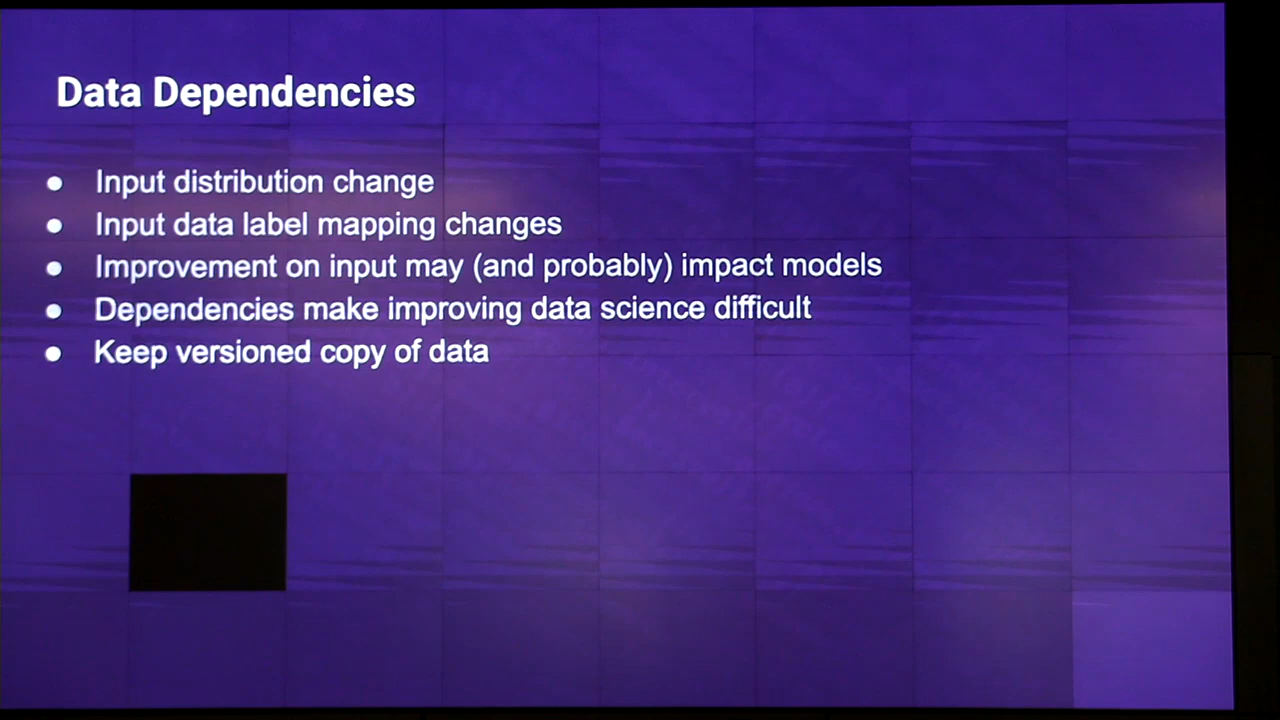 Data Dependencies
● Input distribution change
● Input data label mapping changes
● Improvement on input may (and probably) impact models
● Dependencies make improving data science difficult
● Keep versioned copy of data